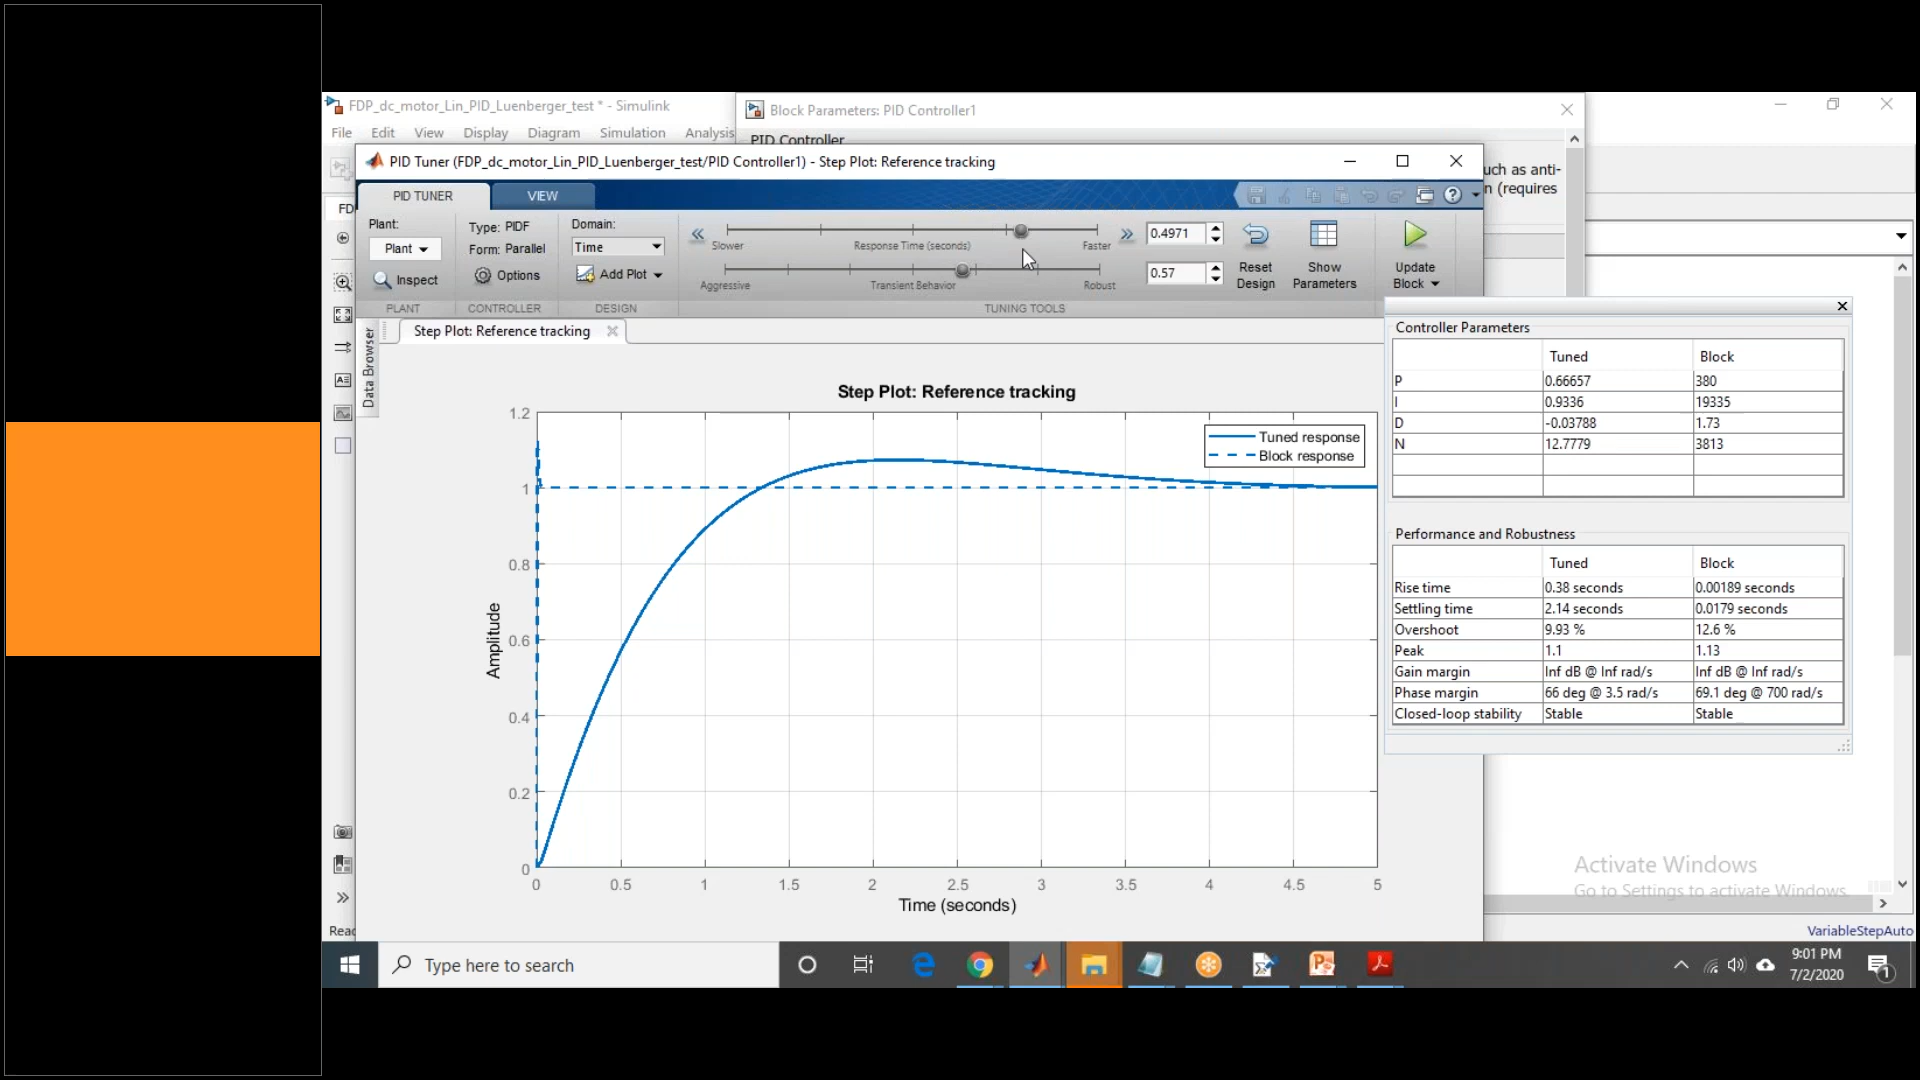 FDP_dc_motor_Lin_PID_Luenberger_test * - Simulink
Block Parameters: PID Controller1
File Edit View Display Diagram Simulation Analysis
PID Controller
PID Tuner (FDP_dc_motor_Lin_PID_Luenberger_test/PID Controller1) - Step Plot: Reference tracking
uch as anti-
n (requires
PID TUNER
VIEW
FD
Plant:
Plant
Inspect
PLANT
Type: PIDF
Form: Parallel
Options
CONTROLLER
Domain:
Time
Add Plot
DESIGN
Slower
Response Time (seconds)
Faster
0.4971
Aggressive
Transient Behavior
Robust
0.57
Reset
Design
Show
Parameters
Update
Block
TUNING TOOLS
Data Browser
Step Plot: Reference tracking
Step Plot: Reference tracking
Tuned response
Block response
Amplitude
1.2
1
0.8
0.6
0.4
0.2
0
0 0.5 1 1.5 2 2.5 3 3.5 4 4.5 5
Time (seconds)
Controller Parameters
Tuned Block
P 0.66657 380
I 0.9336 19335
D -0.03788 1.73
N 12.7779 3813
Performance and Robustness
Tuned Block
Rise time 0.38 seconds 0.00189 seconds
Settling time 2.14 seconds 0.0179 seconds
Overshoot 9.93 % 12.6 %
Peak 1.1 1.13
Gain margin Inf dB @ Inf rad/s Inf dB @ Inf rad/s
Phase margin 66 deg @ 3.5 rad/s 69.1 deg @ 700 rad/s
Closed-loop stability Stable Stable
Activate Windows
Go to Settings to activate Windows.
Reac
VariableStepAuto
Type here to search
9:01 PM
7/2/2020
1